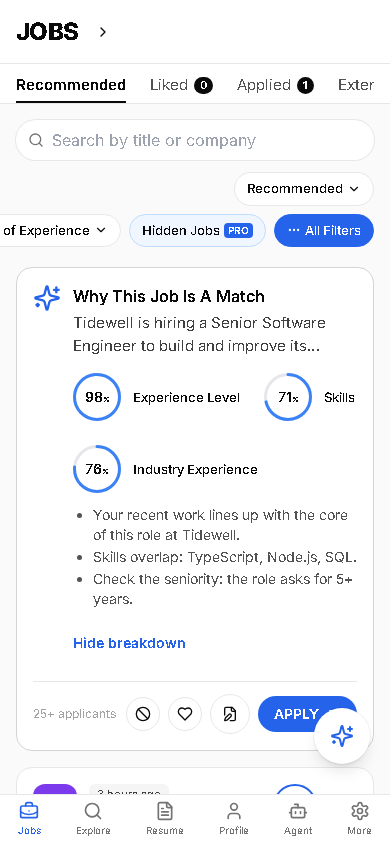 JOBS
Recommended Liked 0 Applied 1 Exter
Search by title or company
Recommended
of Experience Hidden Jobs PRO All Filters
Why This Job Is A Match
Tidewell is hiring a Senior Software
Engineer to build and improve its...
98% Experience Level 71% Skills
76% Industry Experience
• Your recent work lines up with the core
of this role at Tidewell.
• Skills overlap: TypeScript, Node.js, SQL.
• Check the seniority: the role asks for 5+
years.
Hide breakdown
25+ applicants APPLY
3 hours ago
Jobs Explore Resume Profile Agent More